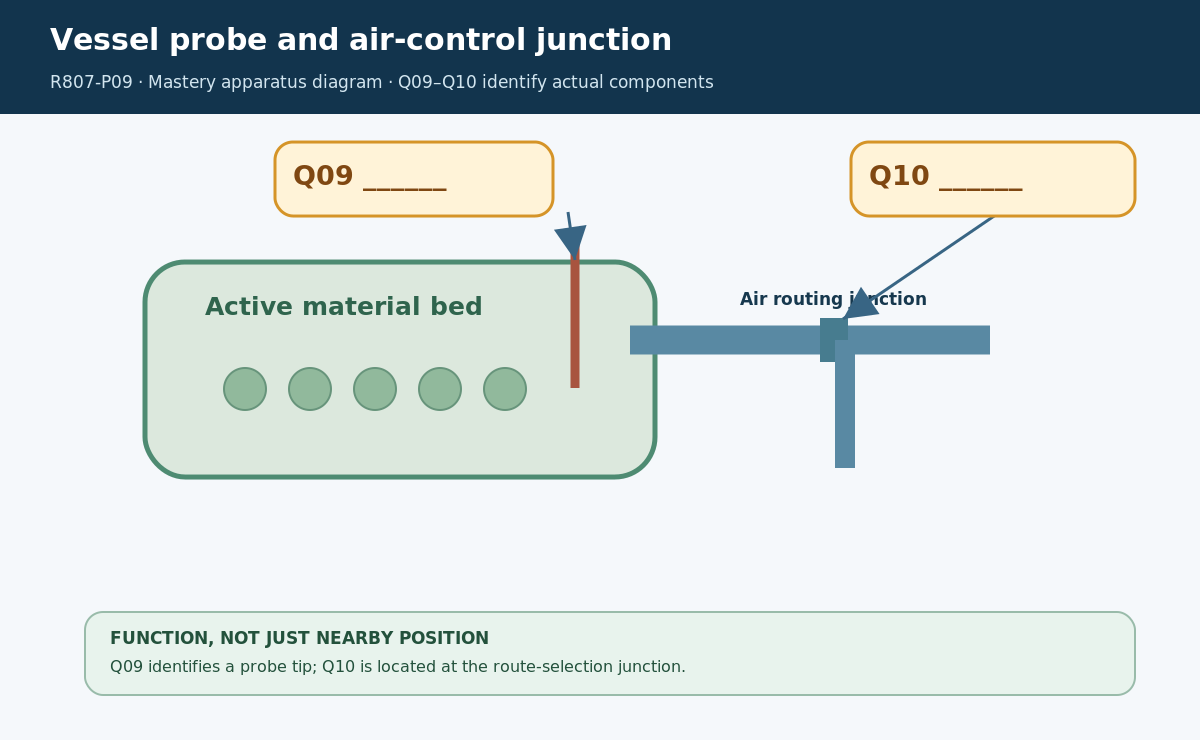 Vessel probe and air-control junction
R807-P09 · Mastery apparatus diagram · Q09–Q10 identify actual components
Q09 ______
Q10 ______
Active material bed
Air routing junction
FUNCTION, NOT JUST NEARBY POSITION
Q09 identifies a probe tip; Q10 is located at the route-selection junction.